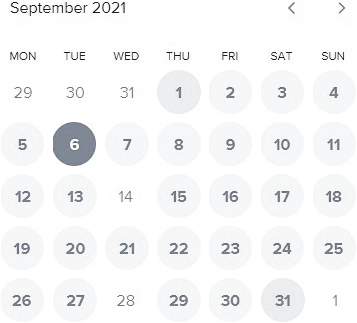 September 2021
MON TUE WED THU FRI SAT SUN
29 30 31 1 2 3 4
5 6 7 8 9 10 11
12 13 14 15 16 17 18
19 20 21 22 23 24 25
26 27 28 29 30 31 1